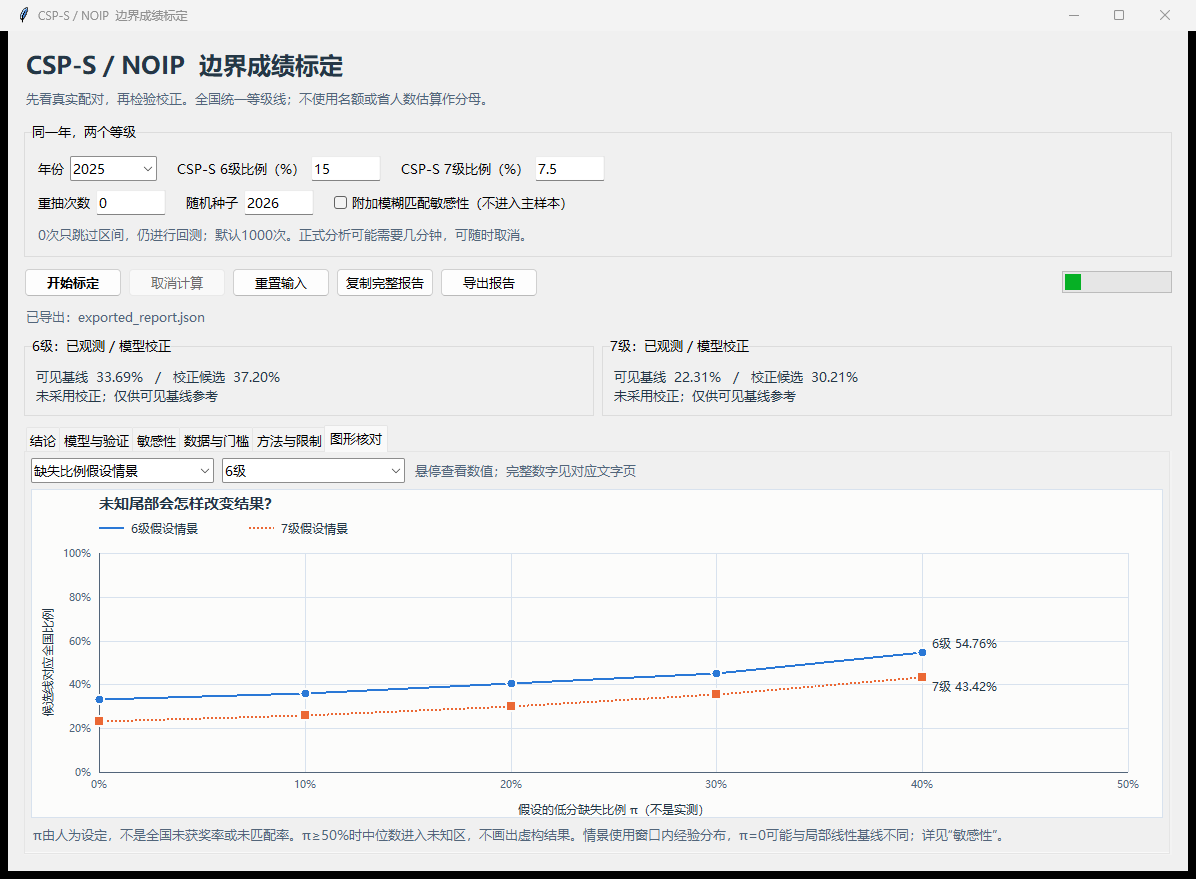 CSP-S / NOIP 边界成绩标定
CSP-S / NOIP 边界成绩标定
先看真实配对，再检验校正。全国统一等级线；不使用名额或省人数估算作分母。
同一年，两个等级
年份 2025 CSP-S 6级比例（%） 15 CSP-S 7级比例（%） 7.5
重抽次数 0 随机种子 2026 附加模糊匹配敏感性（不进入主样本）
0次只跳过区间，仍进行回测；默认1000次。正式分析可能需要几分钟，可随时取消。
开始标定 取消计算 重置输入 复制完整报告 导出报告
已导出：exported_report.json
6级：已观测 / 模型校正 7级：已观测 / 模型校正
可见基线 33.69% / 校正候选 37.20% 可见基线 22.31% / 校正候选 30.21%
未采用校正；仅供可见基线参考 未采用校正；仅供可见基线参考
结论 模型与验证 敏感性 数据与门槛 方法与限制 图形核对
缺失比例假设情景 6级 悬停查看数值；完整数字见对应文字页
未知尾部会怎样改变结果?
6级假设情景 7级假设情景
候选线对应全国比例
100%
80%
60%
40%
20%
0%
6级 54.76%
7级 43.42%
0% 10% 20% 30% 40% 50%
假设的低分缺失比例 π（不是实测）
π由人为设定，不是全国未获奖率或未匹配率。π≥50%时中位数进入未知区，不画出虚构结果。情景使用窗口内经验分布，π=0可能与局部线性基线不同；详见“敏感性”。